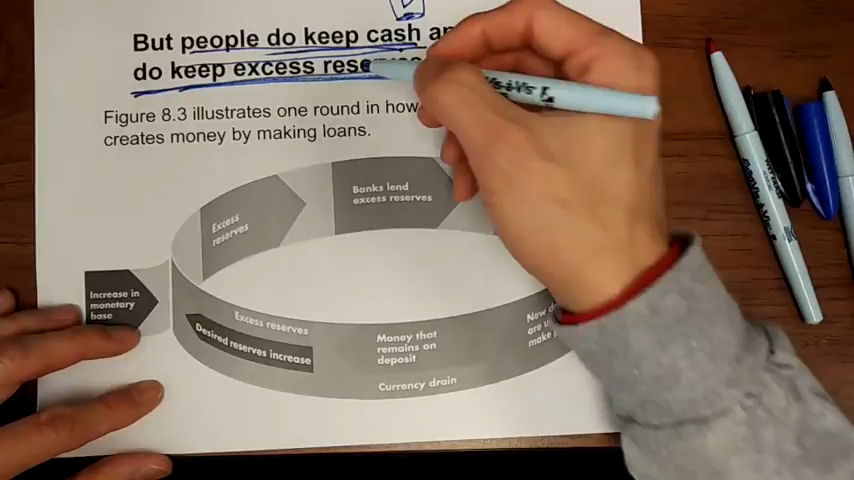 But people do keep cash
do keep excess
Figure 8.3 illustrates one round in how
creates money by making loans.
Banks lend
excess reserves
Excess
reserves
Increase in
monetary
base
Excess reserves
Desired reserves increase
Money that
remains on
deposit
Currency drain